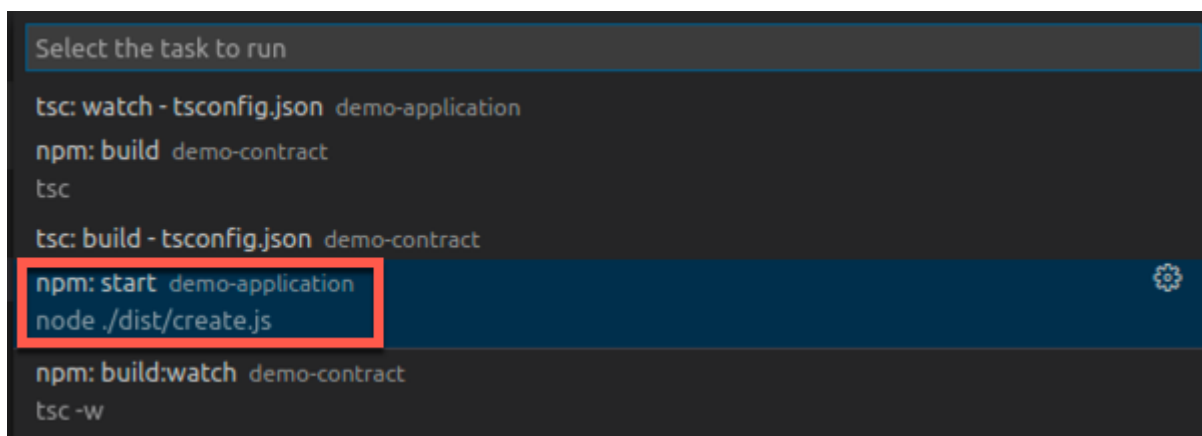 Select the task to run
tsc: watch - tsconfig.json demo-application
npm: build demo-contract
tsc
tsc: build - tsconfig.json demo-contract
npm: start demo-application
node ./dist/create.js
npm: build:watch demo-contract
tsc -w